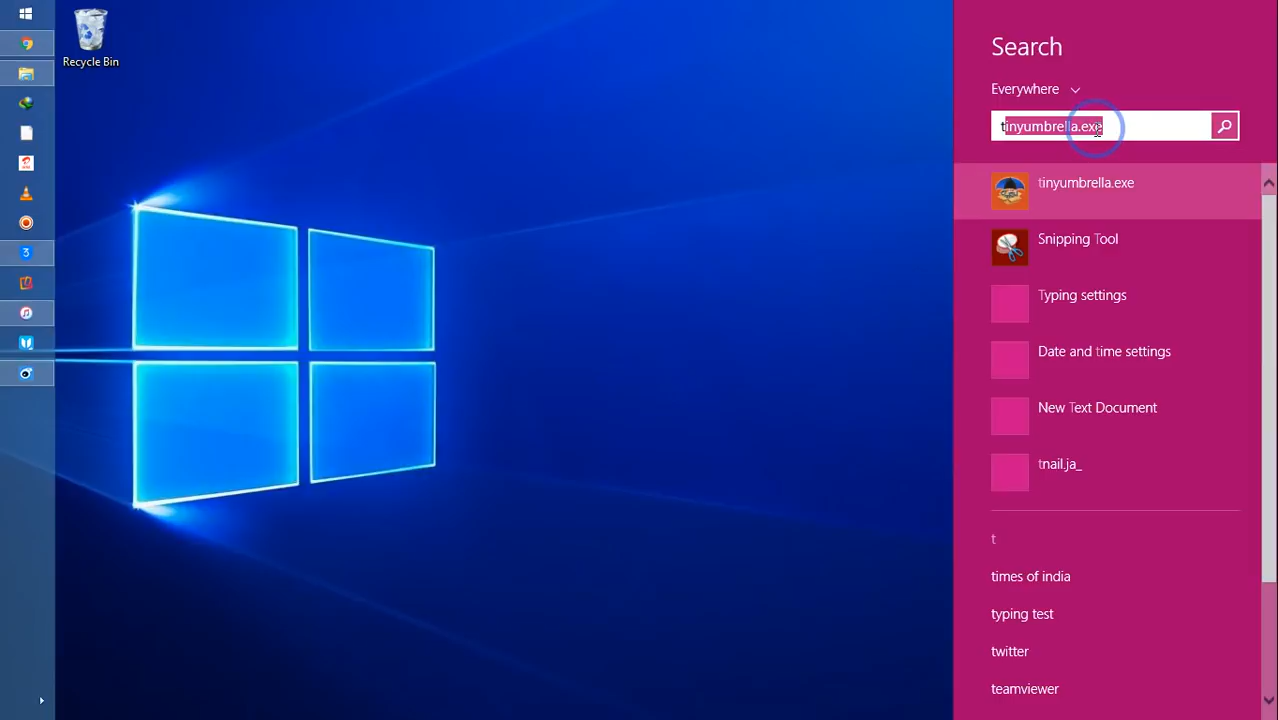 Recycle Bin
Search
Everywhere
tinyumbrella.exe
tinyumbrella.exe
Snipping Tool
Typing settings
Date and time settings
New Text Document
tnail.ja_
t
times of india
typing test
twitter
teamviewer
3